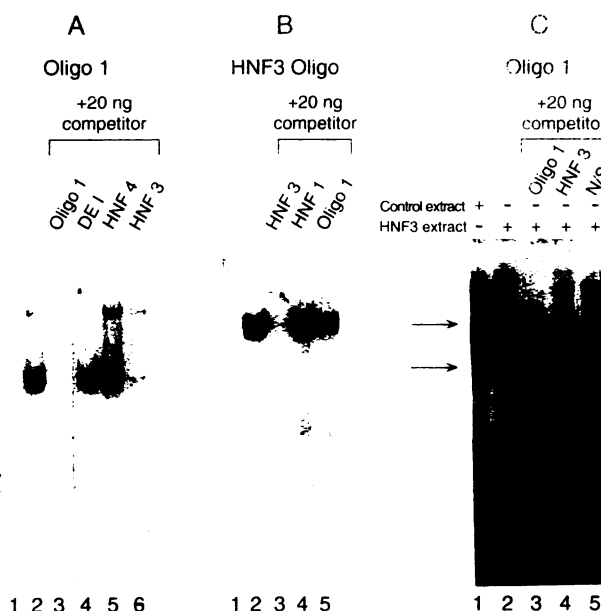 A
Oligo 1
+20 ng
competitor
Oligo 1
DE I
HNF 4
HNF 3
1 2 3 4 5 6
B
HNF3 Oligo
+20 ng
competitor
HNF 3
HNF 1
Oligo 1
1 2 3 4 5
C
Oligo 1
+20 ng
competito
Oligo 1
HNF 3
N/S
Control extract + - - - -
HNF3 extract - + + + +
1 2 3 4 5